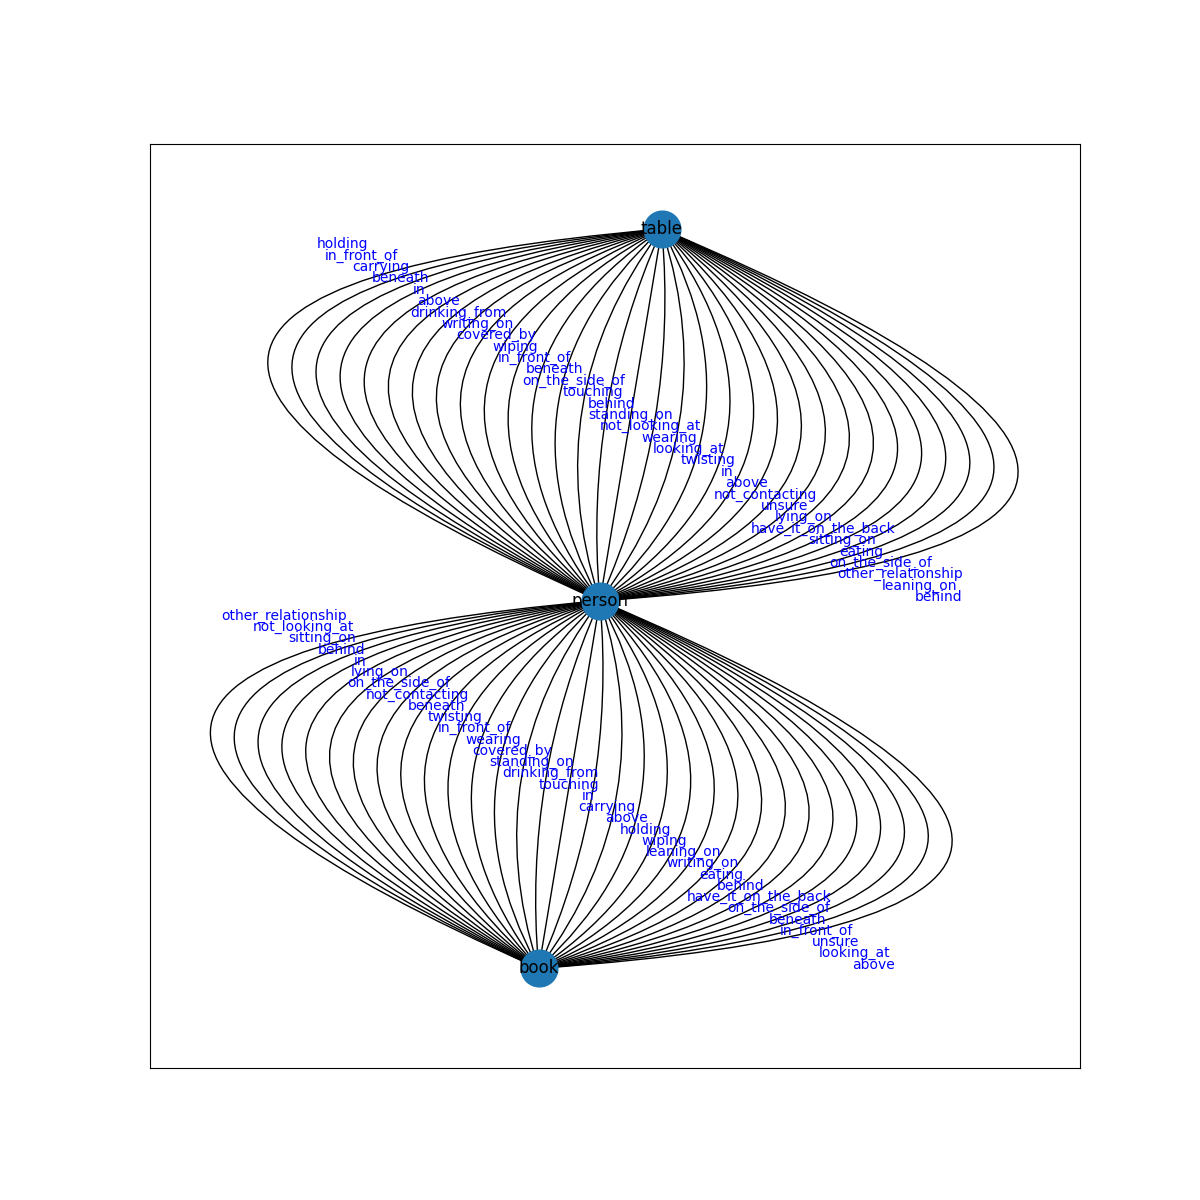 table
holding
in_front_of
carrying
beneath
in
above
drinking_from
writing_on
covered_by
wiping
in_front_of
beneath
on_the_side_of
touching
behind
standing_on
not_looking_at
wearing
looking_at
twisting
in
above
not_contacting
unsure
lying_on
have_it_on_the_back
sitting_on
eating
on_the_side_of
other_relationship
leaning_on
behind
person
other_relationship
not_looking_at
sitting_on
behind
in
lying_on
on_the_side_of
not_contacting
beneath
twisting
in_front_of
wearing
covered_by
standing_on
drinking_from
touching
in
carrying
above
holding
wiping
leaning_on
writing_on
eating
behind
have_it_on_the_back
on_the_side_of
beneath
in_front_of
unsure
looking_at
above
book